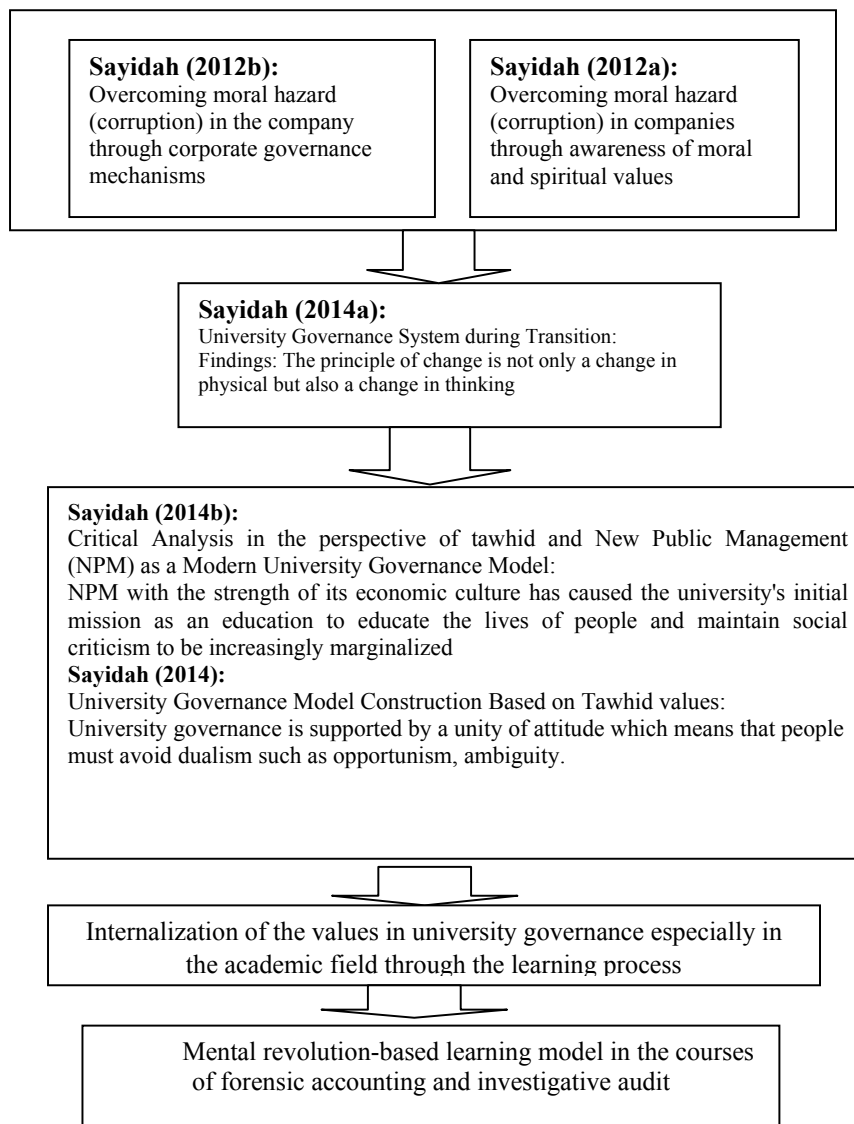 Sayidah (2012b):
Overcoming moral hazard
(corruption) in the company
through corporate governance
mechanisms
Sayidah (2012a):
Overcoming moral hazard
(corruption) in companies
through awareness of moral
and spiritual values
Sayidah (2014a):
University Governance System during Transition:
Findings: The principle of change is not only a change in
physical but also a change in thinking
Sayidah (2014b):
Critical Analysis in the perspective of tawhid and New Public Management
(NPM) as a Modern University Governance Model:
NPM with the strength of its economic culture has caused the university's initial
mission as an education to educate the lives of people and maintain social
criticism to be increasingly marginalized
Sayidah (2014):
University Governance Model Construction Based on Tawhid values:
University governance is supported by a unity of attitude which means that people
must avoid dualism such as opportunism, ambiguity.
Internalization of the values in university governance especially in
the academic field through the learning process
Mental revolution-based learning model in the courses
of forensic accounting and investigative audit